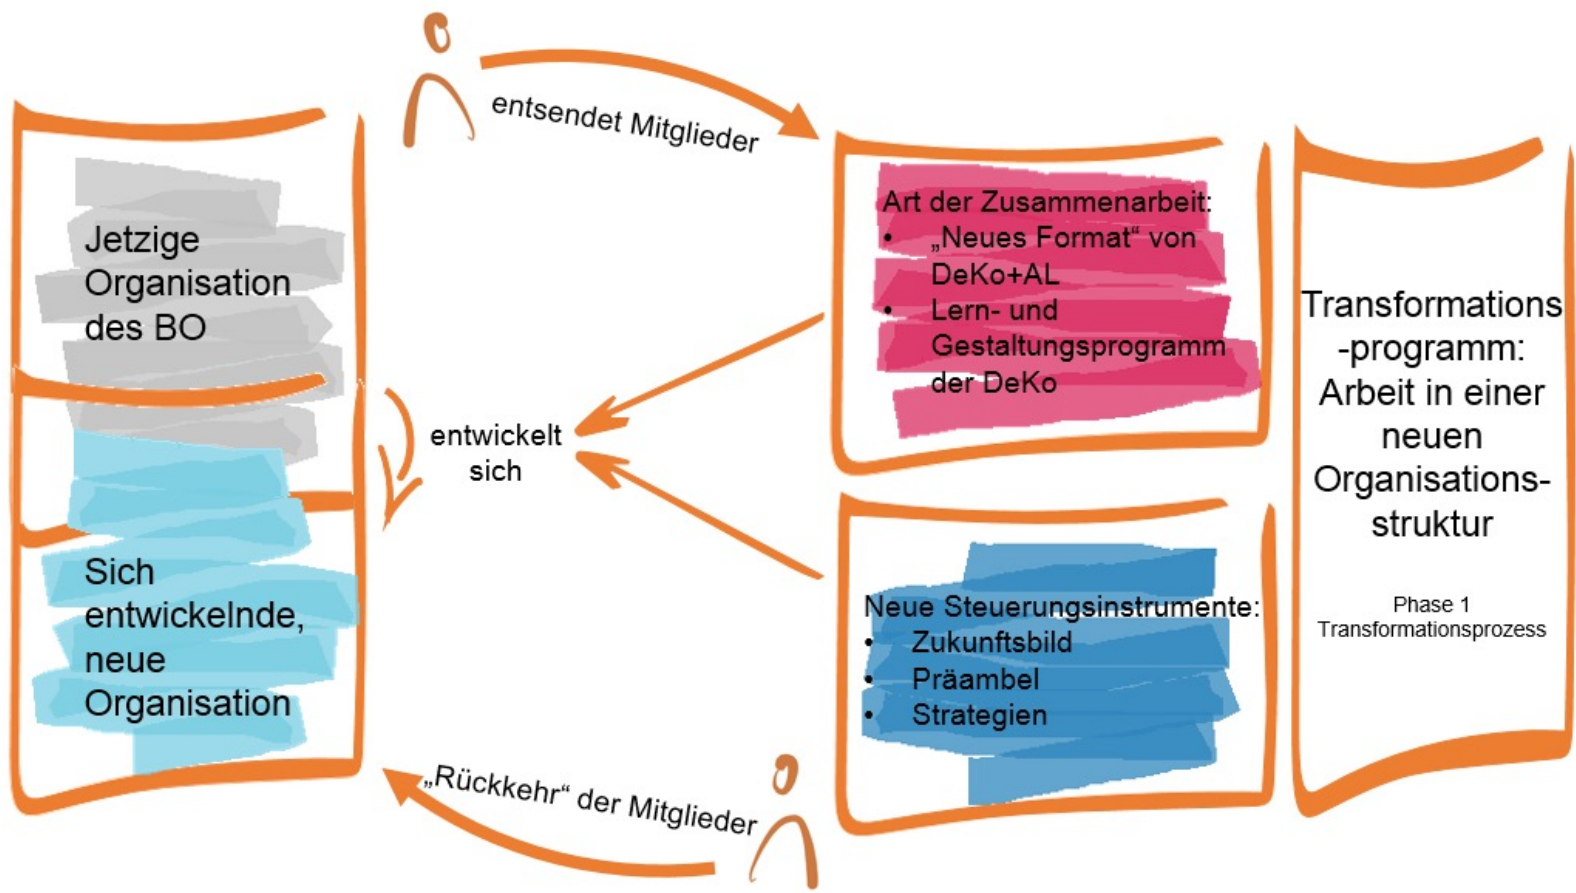 entsendet Mitglieder
Jetzige
Organisation
des BO
Sich
entwickelnde,
neue
Organisation
entwickelt
sich
„Rückkehr“ der Mitglieder
Art der Zusammenarbeit:
• „Neues Format“ von
DeKo+AL
• Lern- und
Gestaltungsprogramm
der DeKo
Neue Steuerungsinstrumente:
• Zukunftsbild
• Präambel
• Strategien
Transformations
-programm:
Arbeit in einer
neuen
Organisations-
struktur
Phase 1
Transformationsprozess